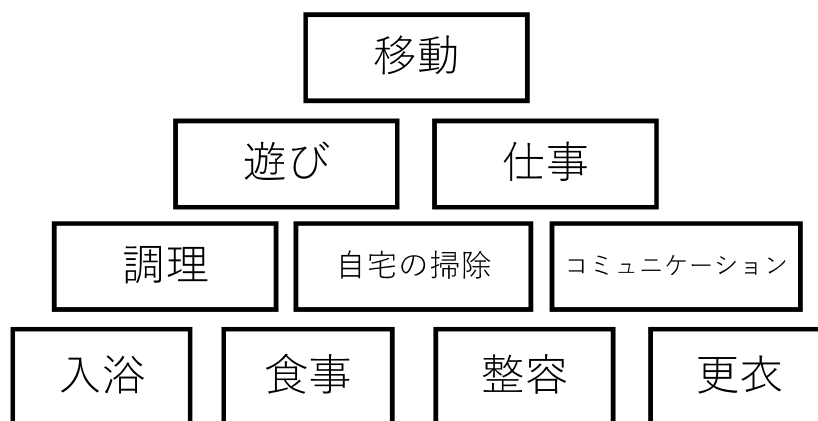 移動
遊び 仕事
調理 自宅の掃除 コミュニケーション
入浴 食事 整容 更衣